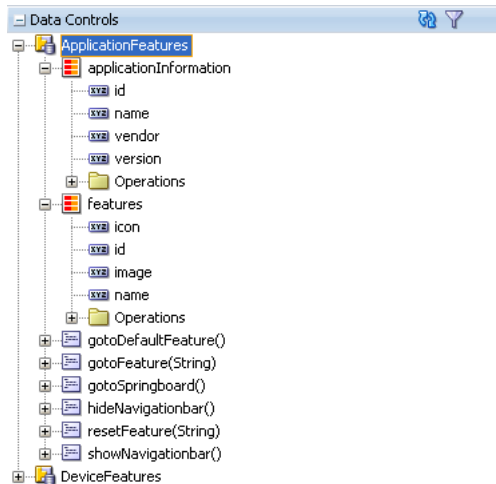 Data Controls
ApplicationFeatures
applicationInformation
xyz id
xyz name
xyz vendor
xyz version
Operations
features
xyz icon
xyz id
xyz image
xyz name
Operations
gotoDefaultFeature()
gotoFeature(String)
gotoSpringboard()
hideNavigationbar()
resetFeature(String)
showNavigationbar()
DeviceFeatures